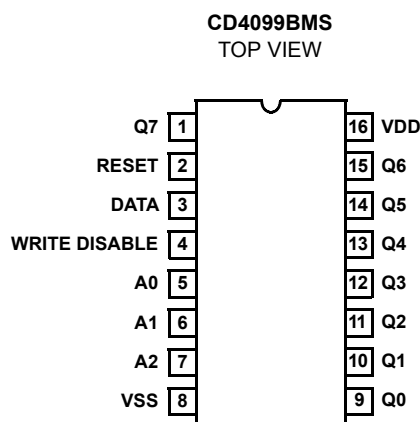 CD4099BMS
TOP VIEW
Q7 1 16 VDD
RESET 2 15 Q6
DATA 3 14 Q5
WRITE DISABLE 4 13 Q4
A0 5 12 Q3
A1 6 11 Q2
A2 7 10 Q1
VSS 8 9 Q0